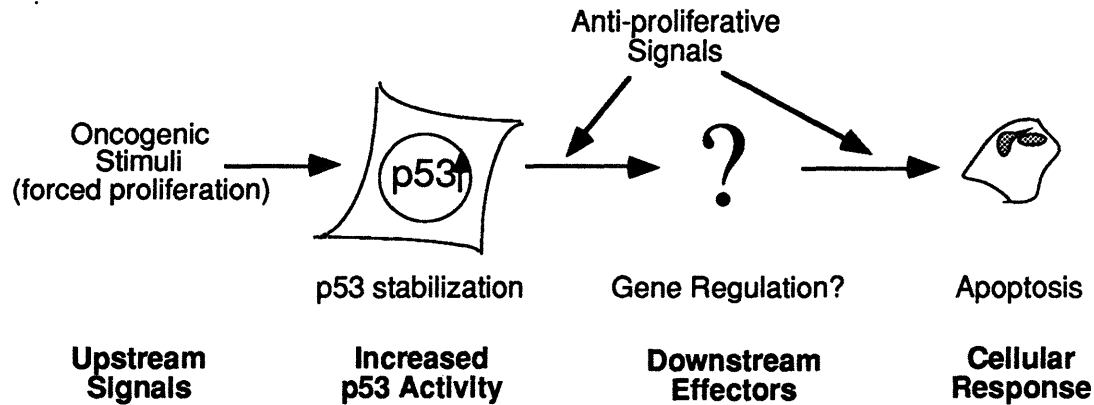 Anti-proliferative
Signals
Oncogenic
Stimuli
(forced proliferation)
p53
?
p53 stabilization
Gene Regulation?
Apoptosis
Upstream
Signals
Increased
p53 Activity
Downstream
Effectors
Cellular
Response